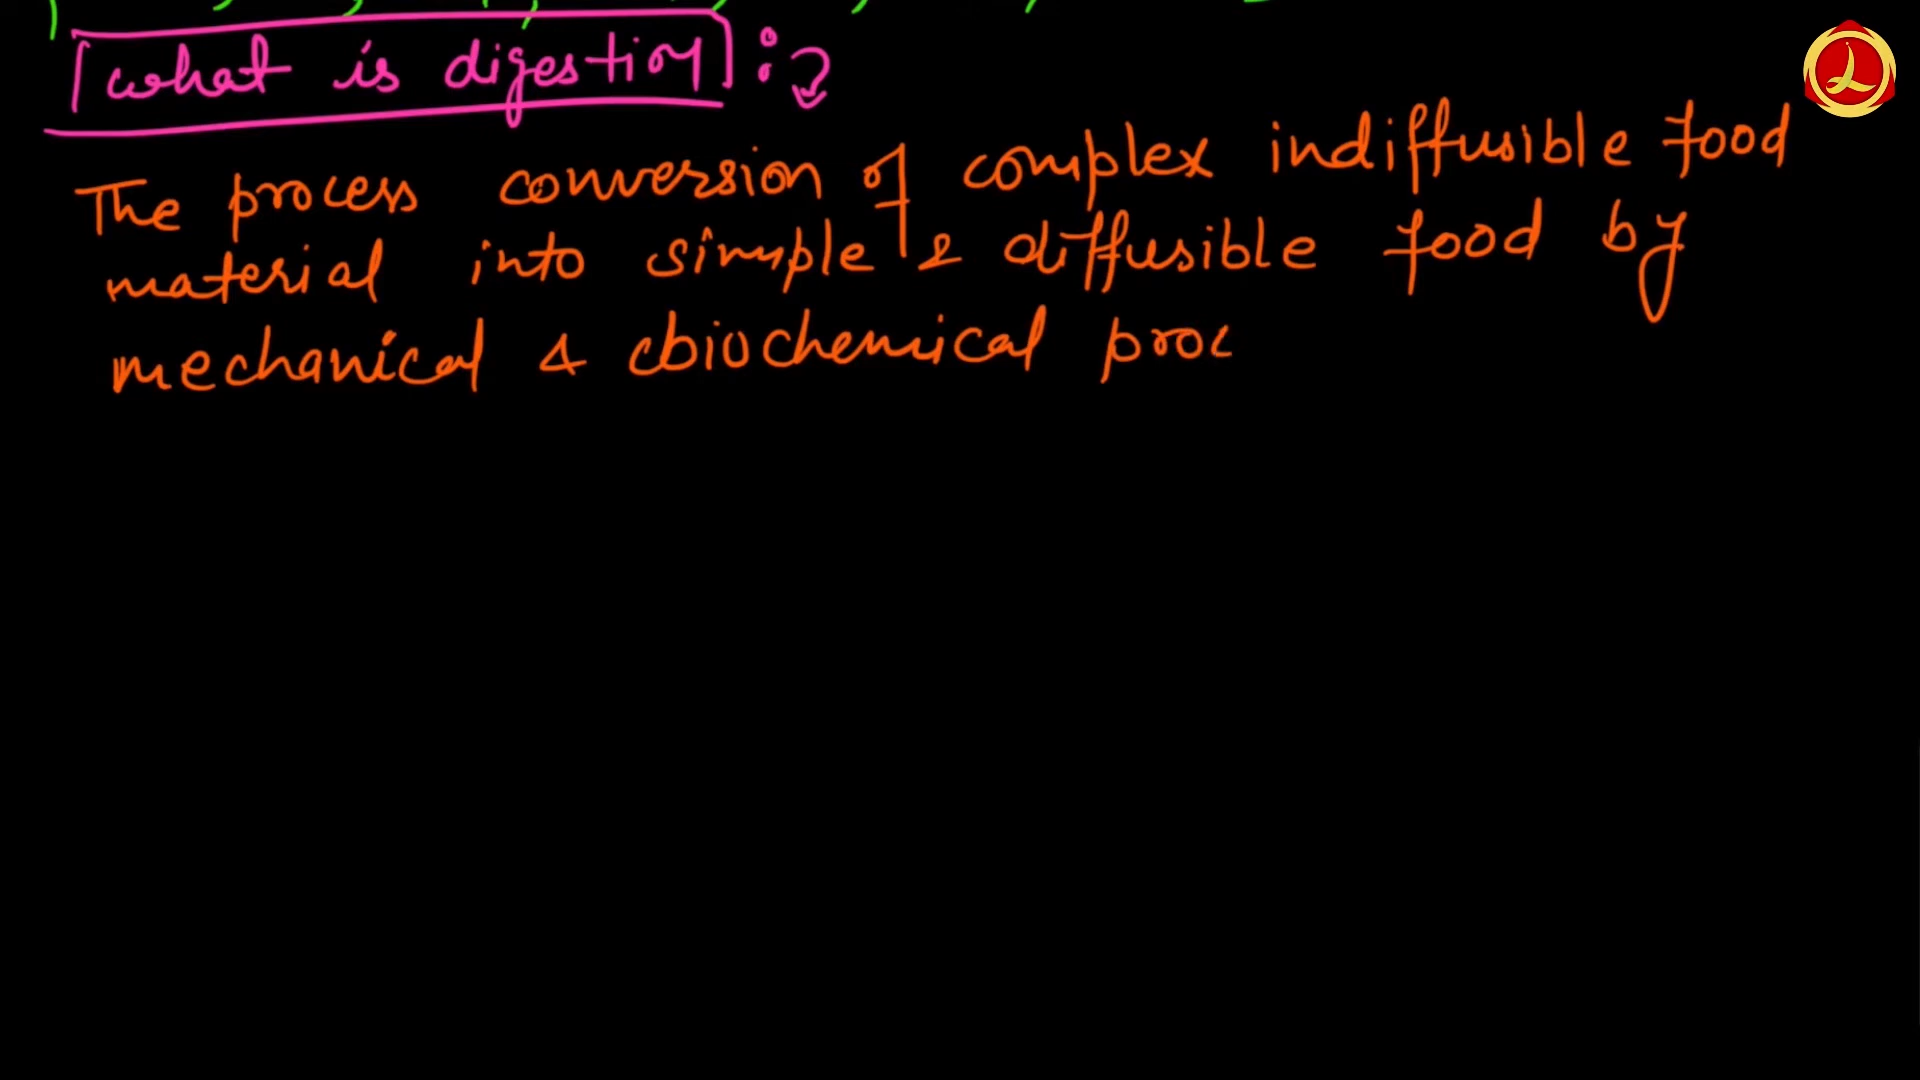 what is digestion :?
The process conversion of complex indiffusible food
material into simple & diffusible food by
mechanical & cbiochemical proc